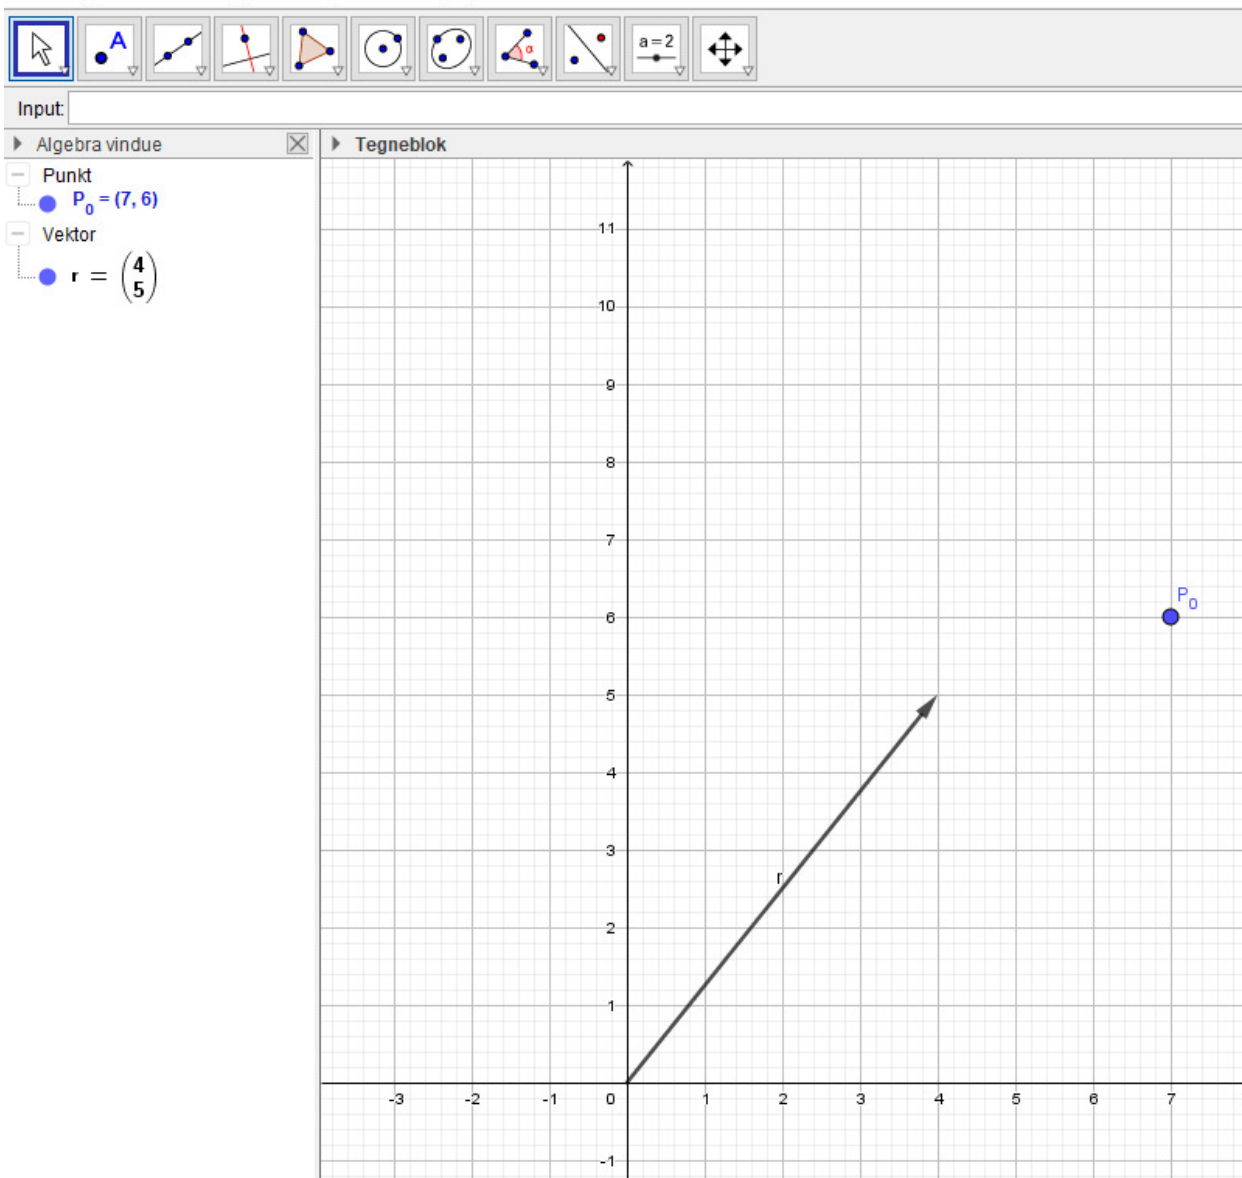 A
α
a=2
Input:
Algebra vindue
Tegneblok
Punkt
P₀ = (7, 6)
Vektor
r = (4
5)
11
10
9
8
7
6
P₀
5
4
3
r
2
1
-3 -2 -1 0 1 2 3 4 5 6 7
-1